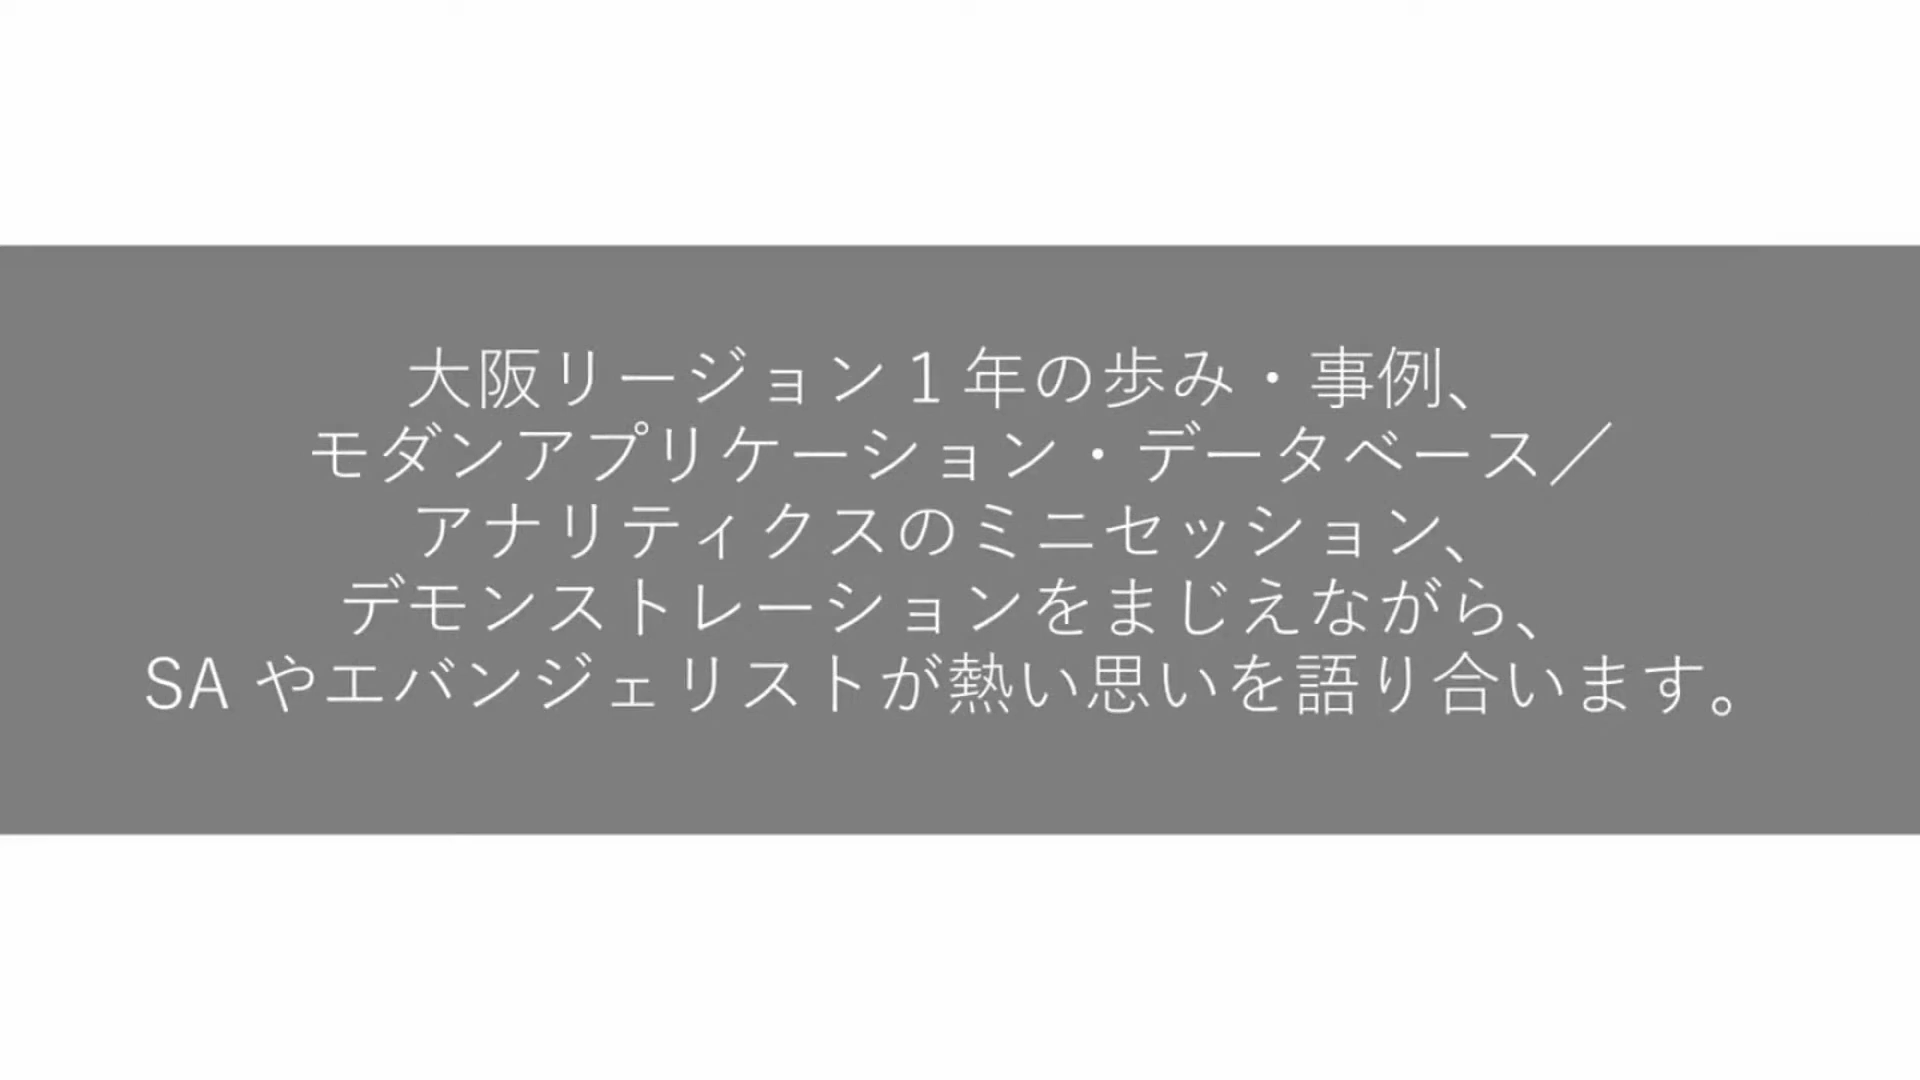 大阪リージョン 1 年の歩み・事例、
モダンアプリケーション・データベース／
アナリティクスのミニセッション、
デモンストレーションをまじえながら、
SA やエバンジェリストが熱い思いを語り合います。